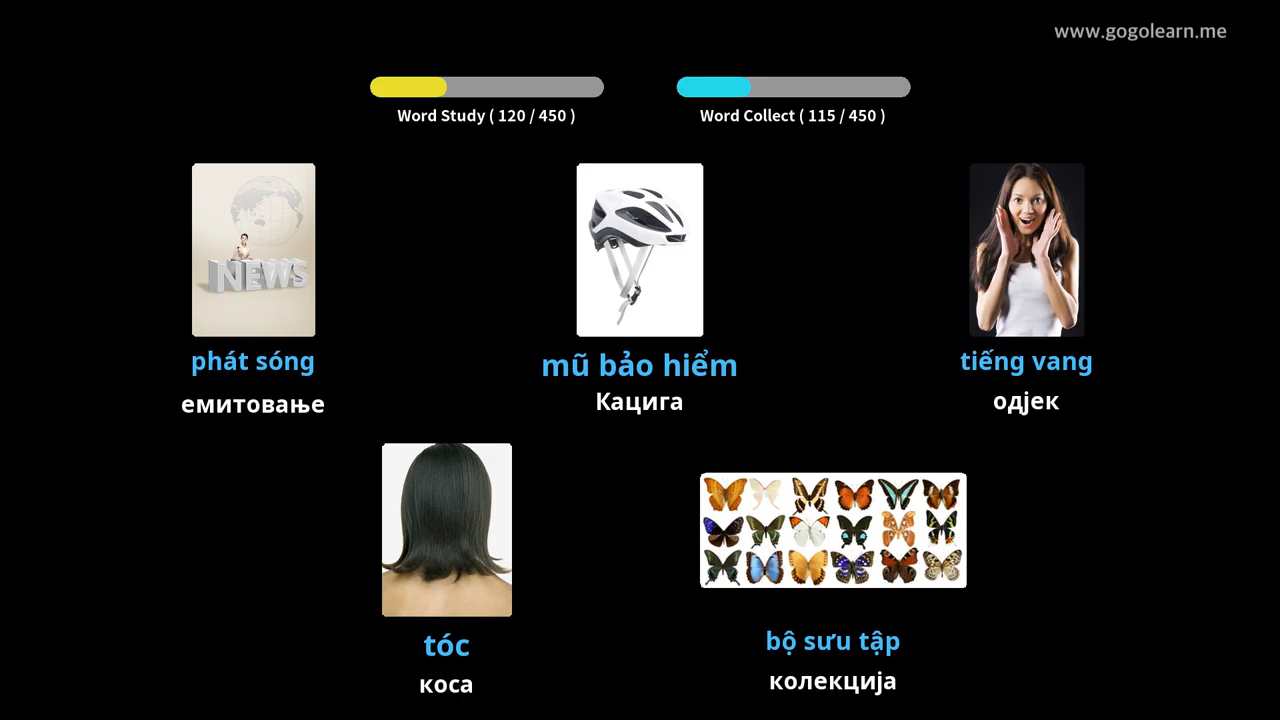 www.gogolearn.me
Word Study ( 120 / 450 )
Word Collect ( 115 / 450 )
NEWS
phát sóng
mũ bảo hiểm
tiếng vang
емитовање
Кацига
одјек
tóc
bộ sưu tập
коса
колекција